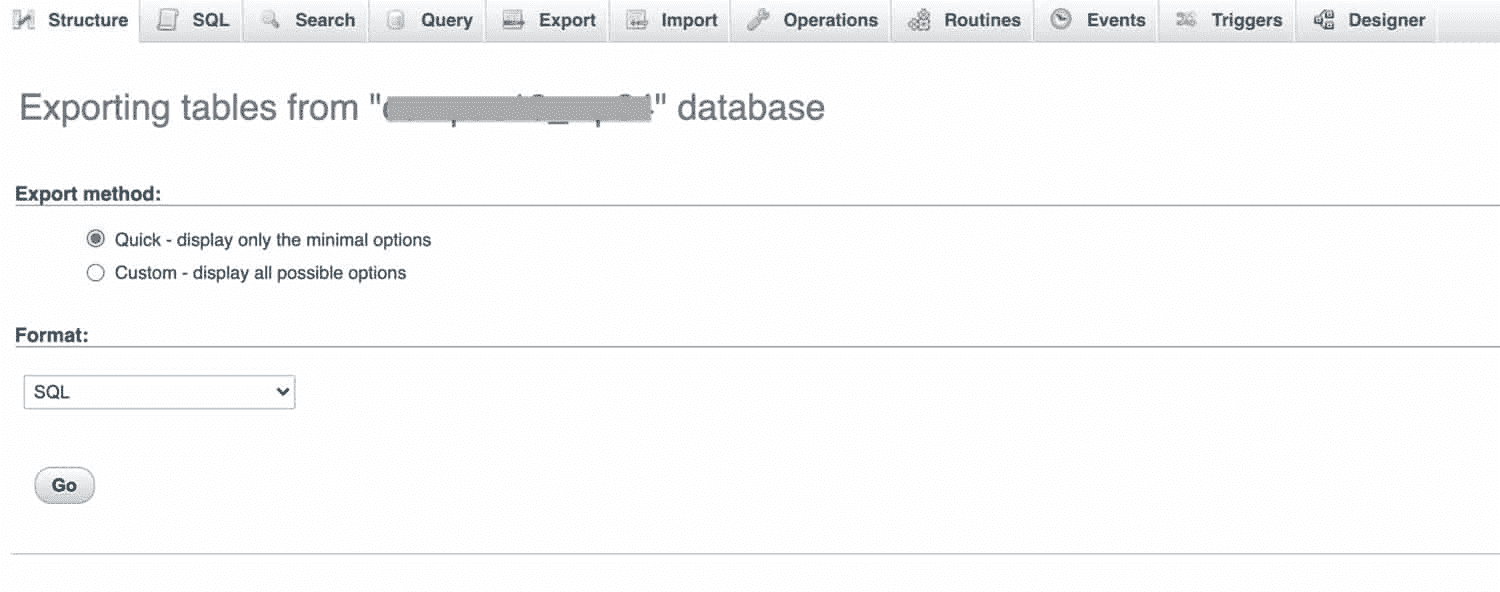 Structure SQL Search Query Export Import Operations Routines Events Triggers Designer
Exporting tables from "" database
Export method:
Quick - display only the minimal options
Custom - display all possible options
Format:
SQL
Go